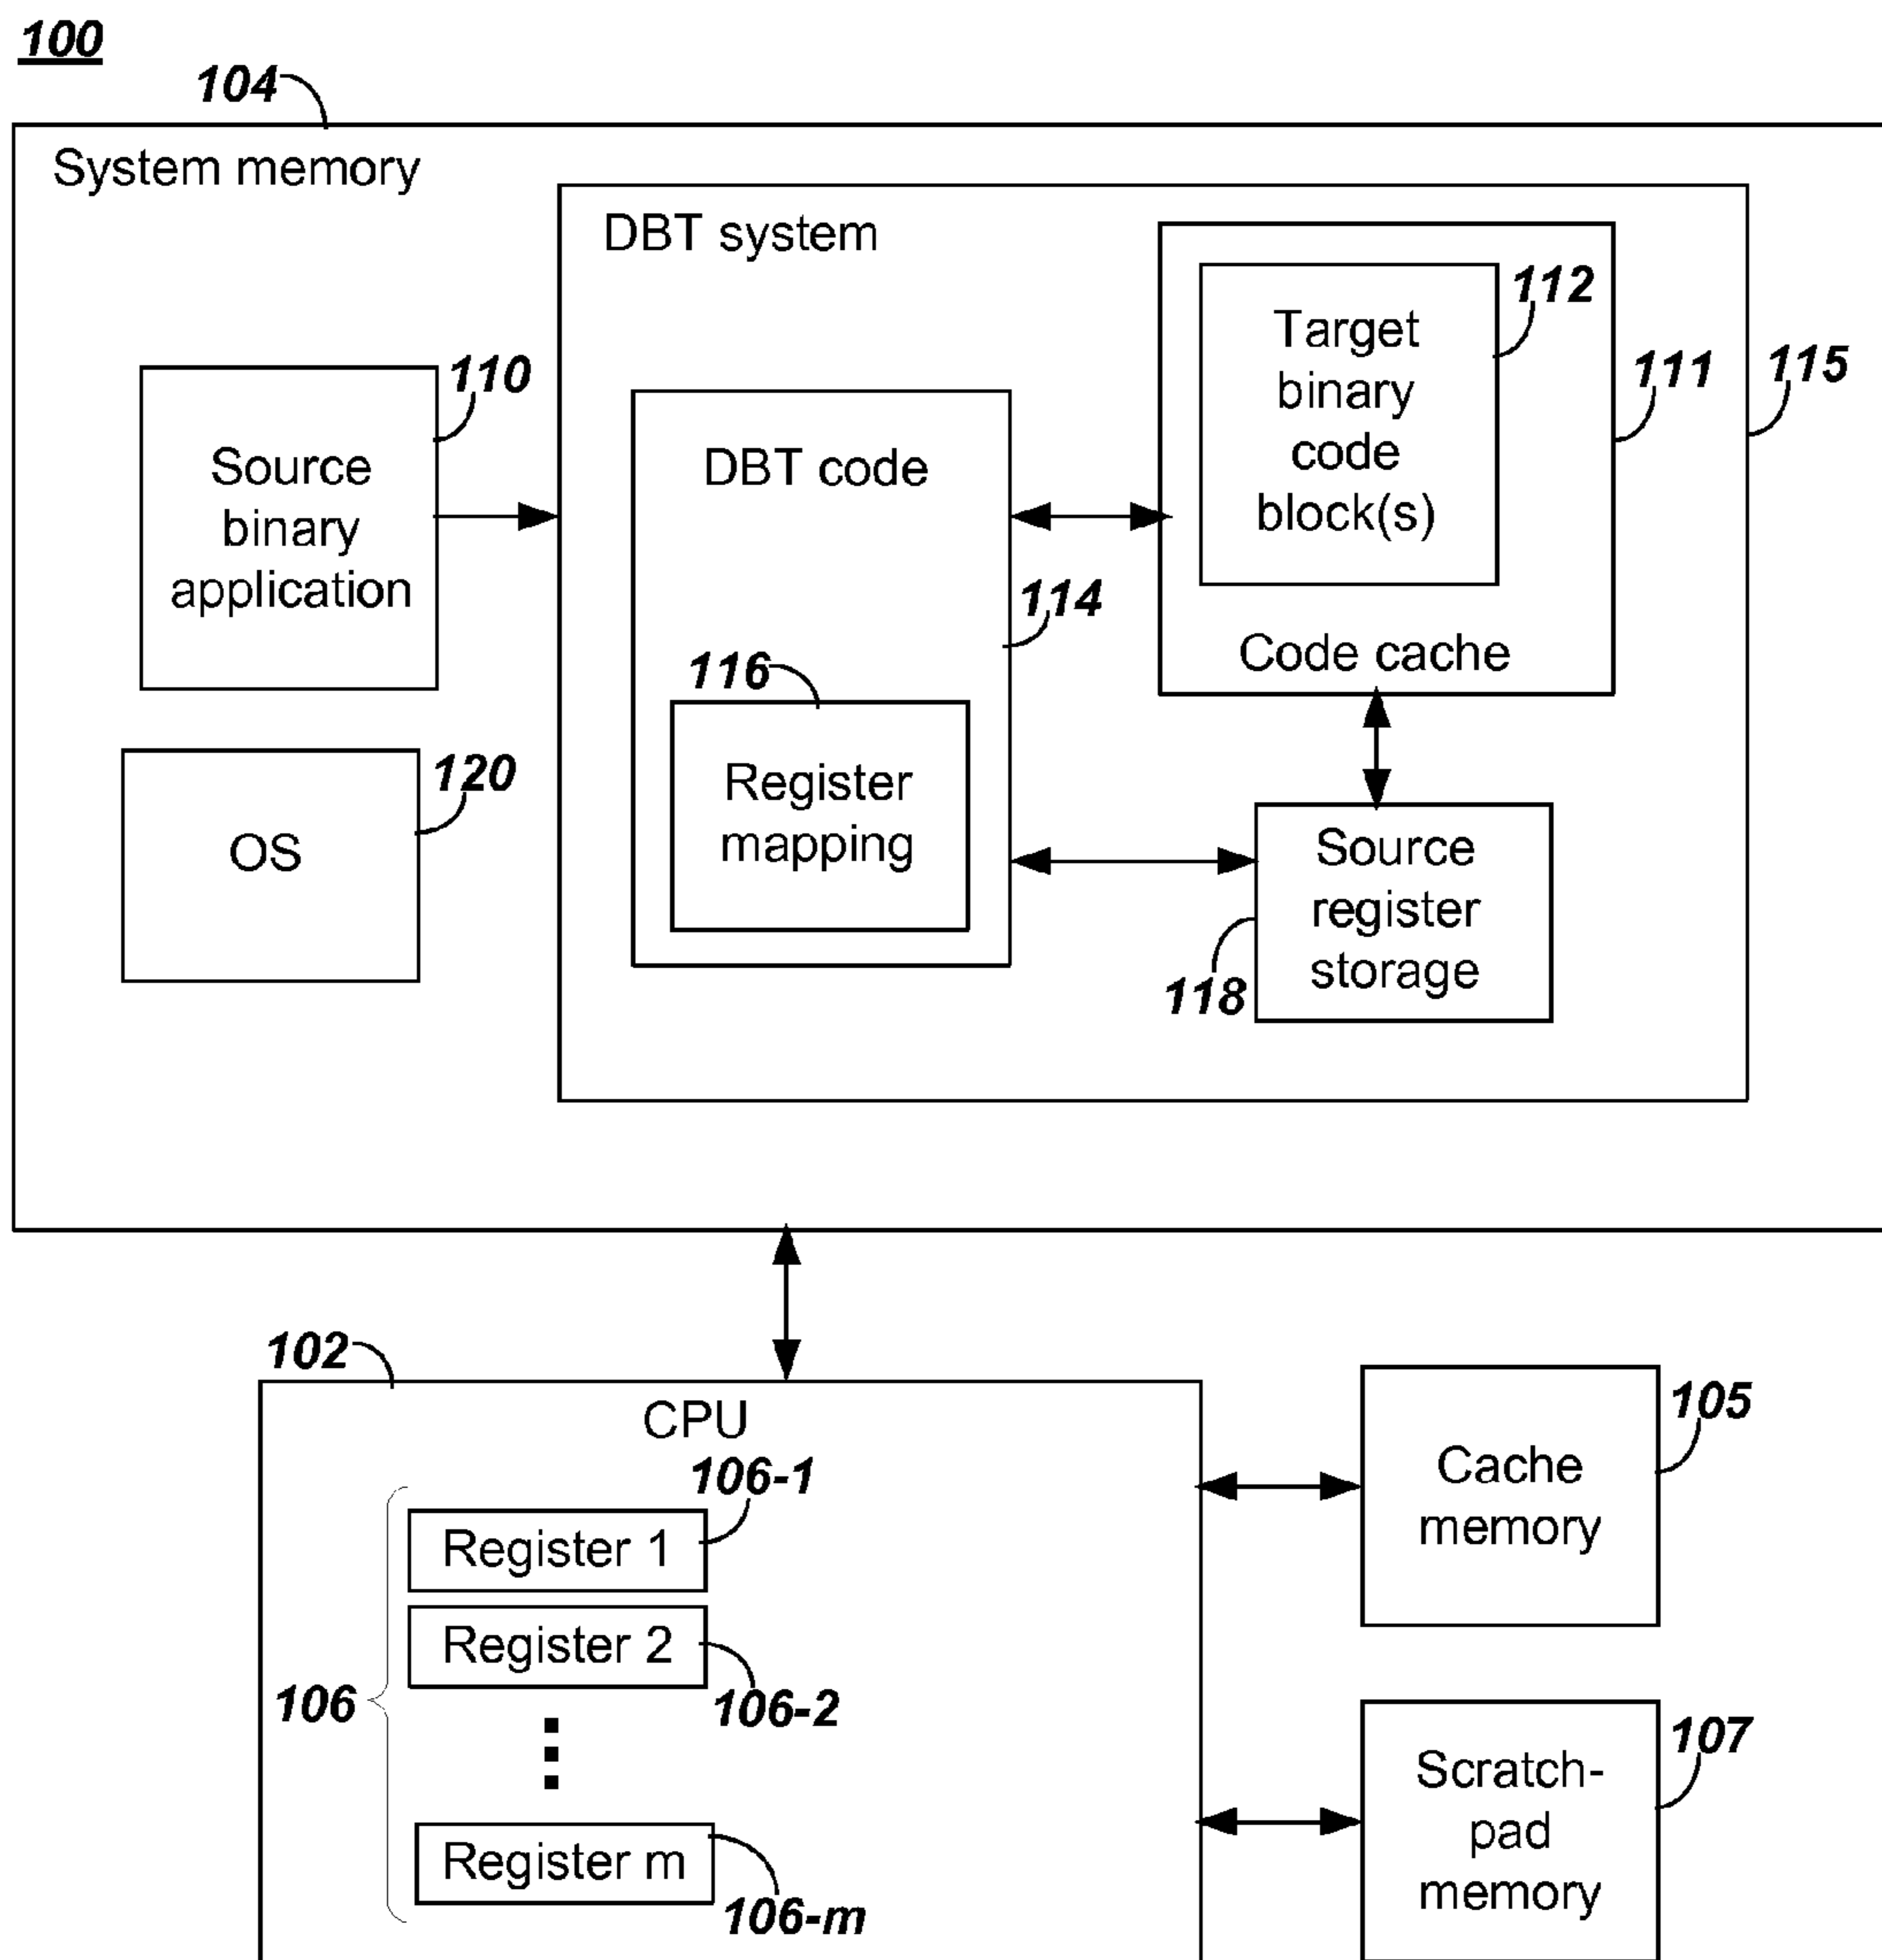 100
104
System memory
DBT system
112
Target
binary
code
block(s)
111
115
110
Source
binary
application
DBT code
114
Code cache
116
Register
mapping
120
OS
Source
register
storage
118
102
CPU
105
Cache
memory
106-1
Register 1
Register 2
106
106-2
107
Scratch-
pad
memory
Register m
106-m